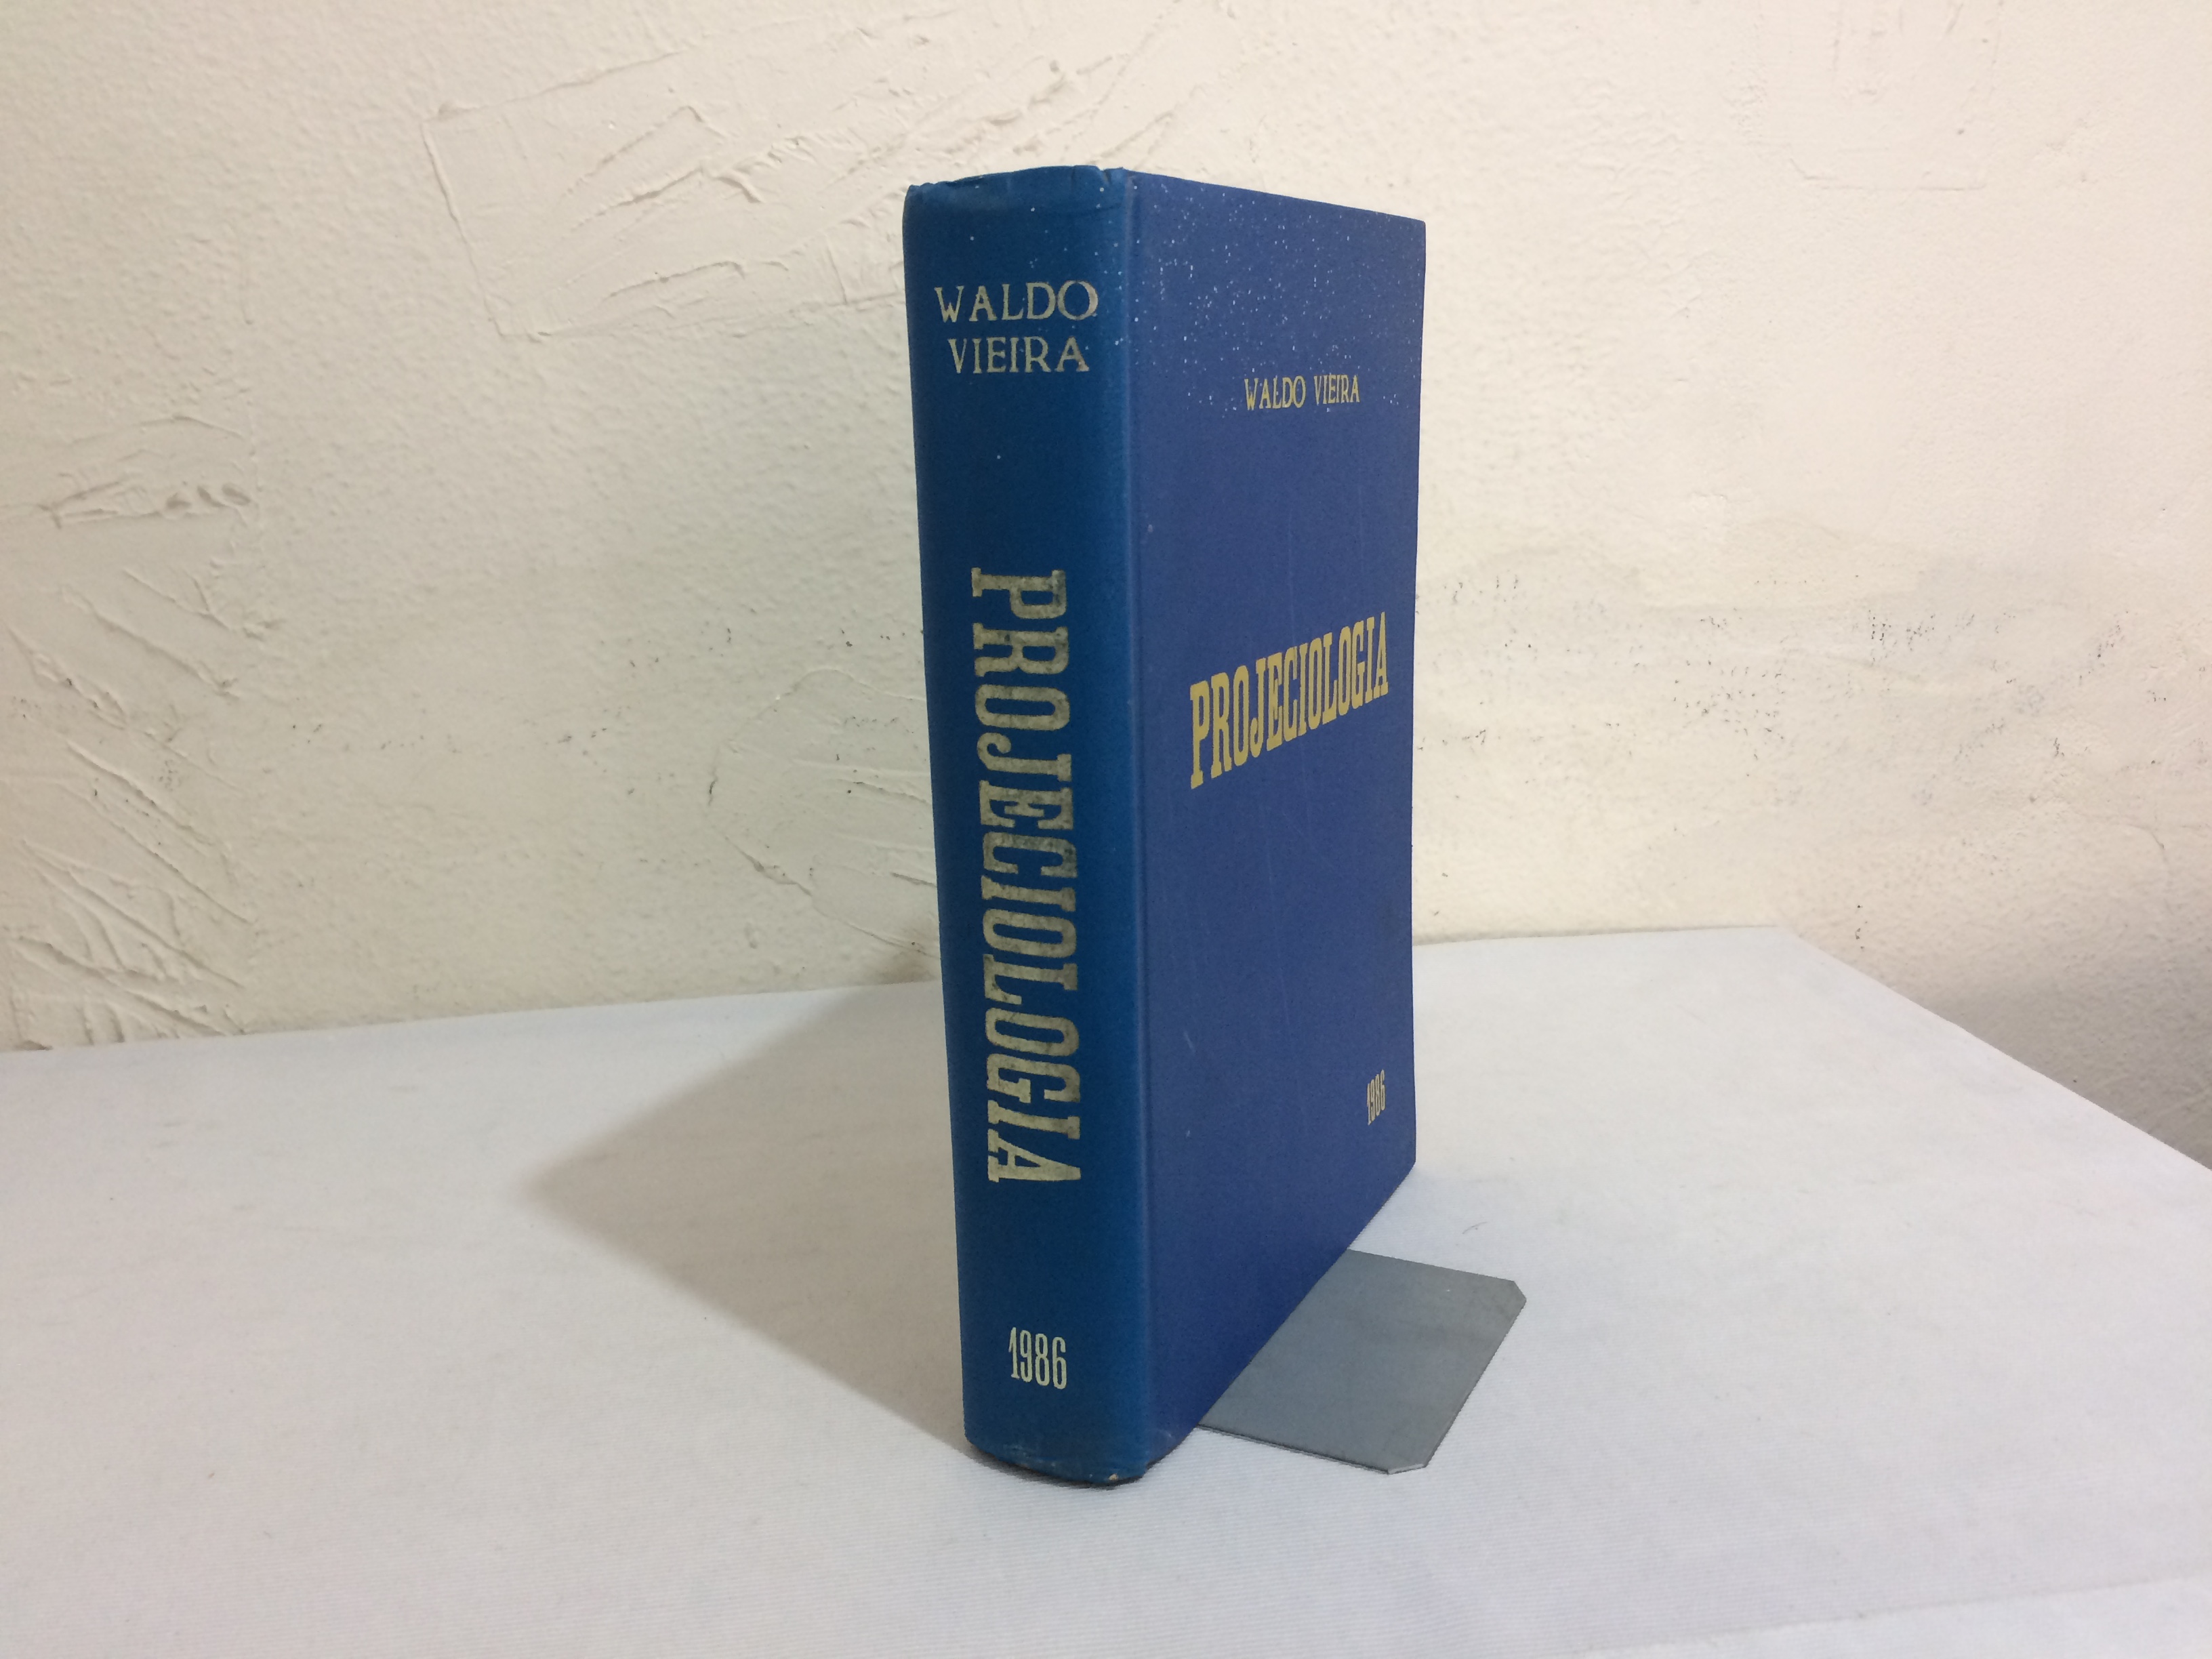 WALDO
VIEIRA
PROJECIOLOGIA
1986
WALDO VIEIRA
PROJECIOLOGIA
1986